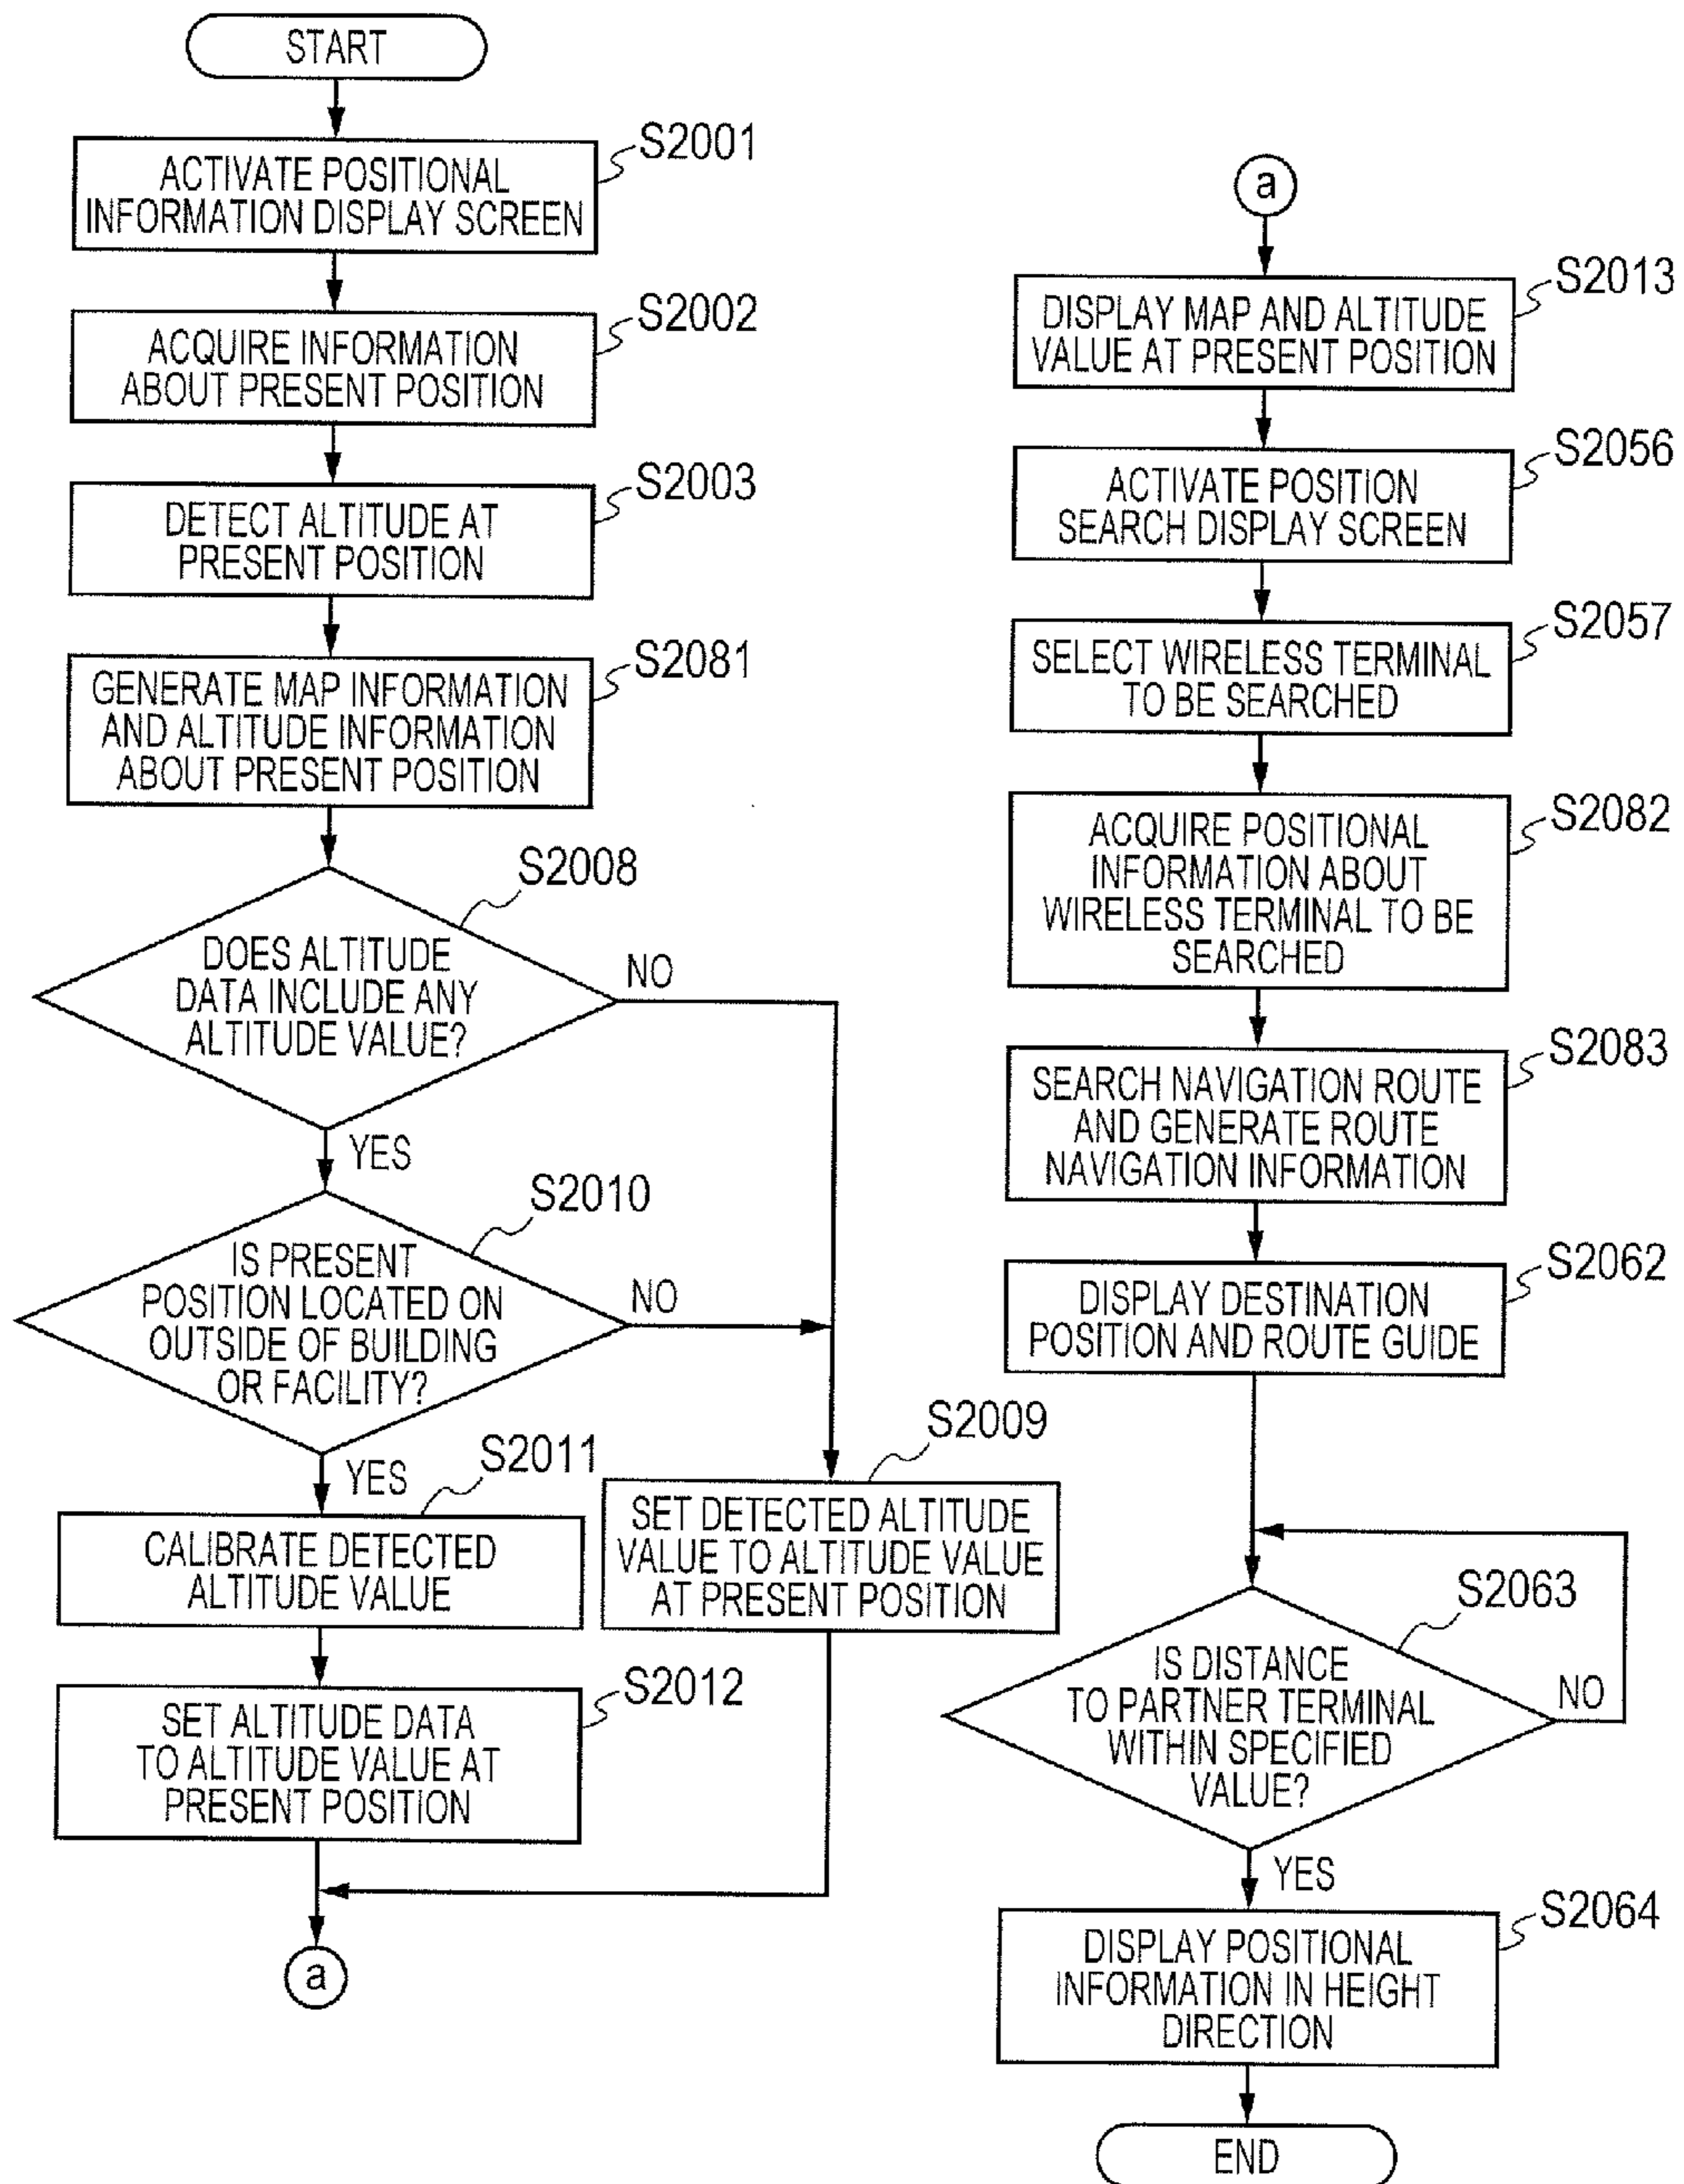 START
S2001
ACTIVATE POSITIONAL
INFORMATION DISPLAY SCREEN
S2002
ACQUIRE INFORMATION
ABOUT PRESENT POSITION
S2003
DETECT ALTITUDE AT
PRESENT POSITION
S2081
GENERATE MAP INFORMATION
AND ALTITUDE INFORMATION
ABOUT PRESENT POSITION
S2008
DOES ALTITUDE
DATA INCLUDE ANY
ALTITUDE VALUE?
NO
YES
S2010
IS PRESENT
POSITION LOCATED ON
OUTSIDE OF BUILDING
OR FACILITY?
NO
YES
S2011
CALIBRATE DETECTED
ALTITUDE VALUE
S2009
SET DETECTED ALTITUDE
VALUE TO ALTITUDE VALUE
AT PRESENT POSITION
S2012
SET ALTITUDE DATA
TO ALTITUDE VALUE AT
PRESENT POSITION
a
a
S2013
DISPLAY MAP AND ALTITUDE
VALUE AT PRESENT POSITION
S2056
ACTIVATE POSITION
SEARCH DISPLAY SCREEN
S2057
SELECT WIRELESS TERMINAL
TO BE SEARCHED
S2082
ACQUIRE POSITIONAL
INFORMATION ABOUT
WIRELESS TERMINAL TO BE
SEARCHED
S2083
SEARCH NAVIGATION ROUTE
AND GENERATE ROUTE
NAVIGATION INFORMATION
S2062
DISPLAY DESTINATION
POSITION AND ROUTE GUIDE
S2063
IS DISTANCE
TO PARTNER TERMINAL
WITHIN SPECIFIED
VALUE?
NO
YES
S2064
DISPLAY POSITIONAL
INFORMATION IN HEIGHT
DIRECTION
END